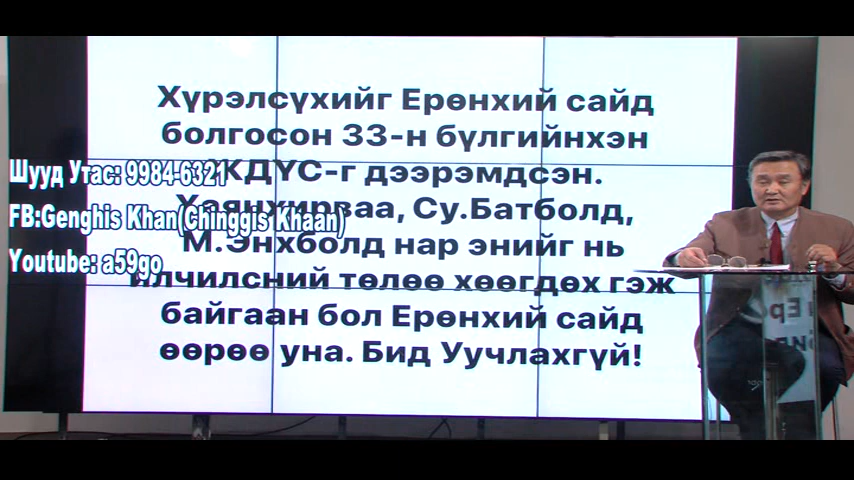 Хүрэлсүхийг Ерөнхий сайд
болгосон 33-н бүлгийнхэн
дээрэмдсэн.
Су.Батболд,
М.Энхболд нар энийг нь
илчилсний төлөө хөөгдөх гэж
байгаан бол Ерөнхий сайд
өөрөө уна. Бид Уучлахгүй!
Шууд Утас: 9984-6321
FB:Genghis Khan(Chinggis Khaan)
Youtube: a59go